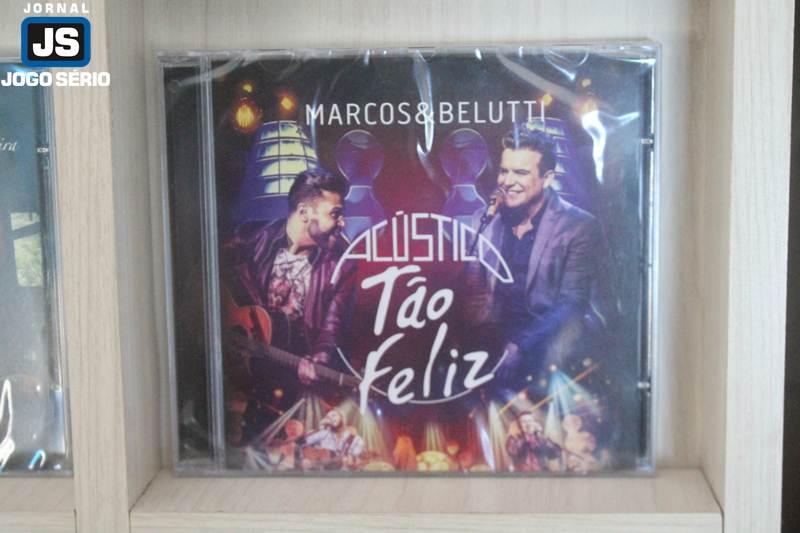 JORNAL
JS
JOGO SÉRIO
MARCOS&BELUTTI
ACÚSTICO
Tão
Feliz